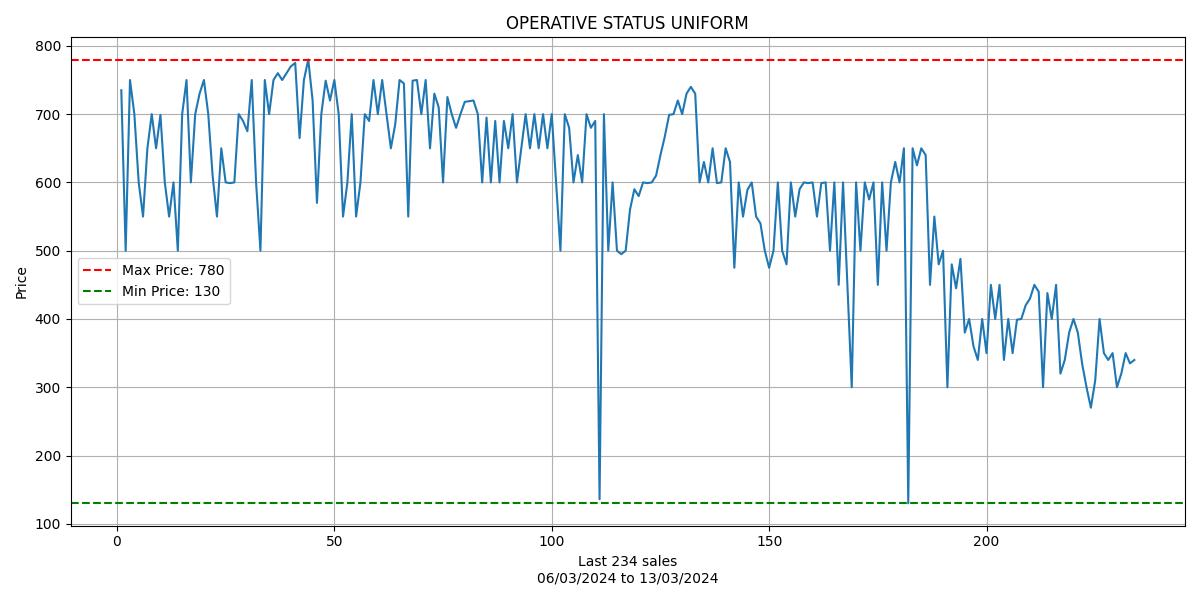 OPERATIVE STATUS UNIFORM
800
700
600
500
400
300
200
100
Price
Max Price: 780
Min Price: 130
0 50 100 150 200
Last 234 sales
06/03/2024 to 13/03/2024